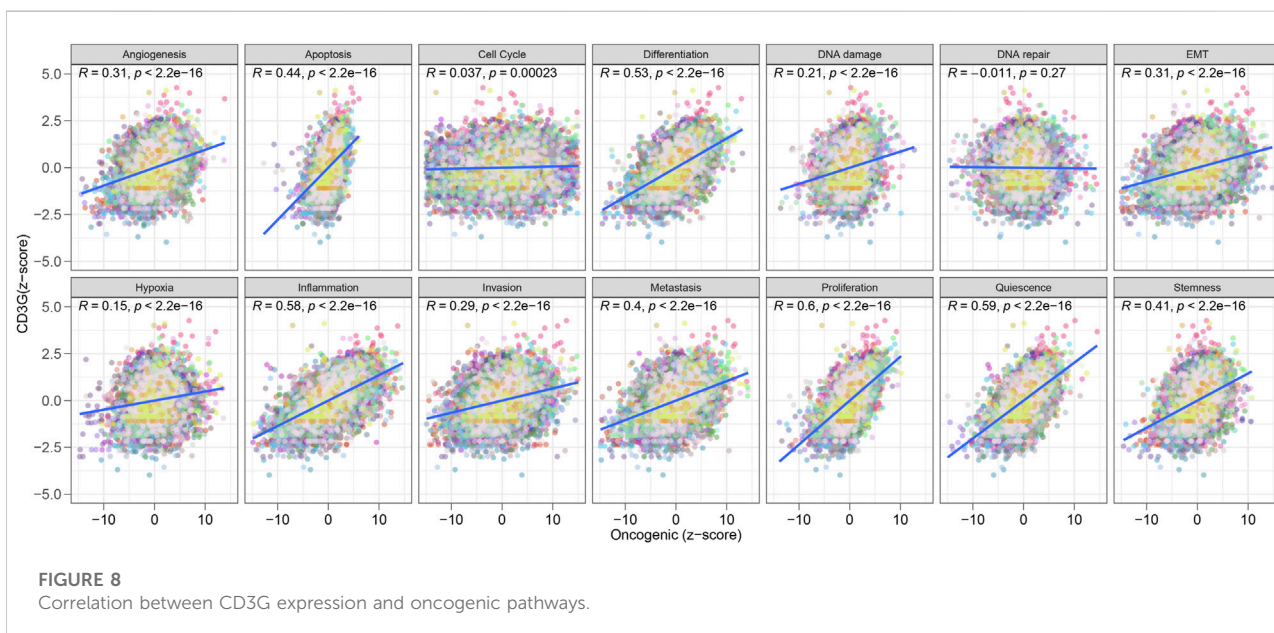 Angiogenesis Apoptosis Cell Cycle Differentiation DNA damage DNA repair EMT
R = 0.31, p < 2.2e−16 R = 0.44, p < 2.2e−16 R = 0.037, p = 0.00023 R = 0.53, p < 2.2e−16 R = 0.21, p < 2.2e−16 R = −0.011, p = 0.27 R = 0.31, p < 2.2e−16
5.0
2.5
0.0
−2.5
−5.0
CD3G(z−score)
Hypoxia Inflammation Invasion Metastasis Proliferation Quiescence Stemness
R = 0.15, p < 2.2e−16 R = 0.58, p < 2.2e−16 R = 0.29, p < 2.2e−16 R = 0.4, p < 2.2e−16 R = 0.6, p < 2.2e−16 R = 0.59, p < 2.2e−16 R = 0.41, p < 2.2e−16
5.0
2.5
0.0
−2.5
−5.0
−10 0 10 −10 0 10 −10 0 10 −10 0 10 −10 0 10 −10 0 10 −10 0 10
Oncogenic (z−score)
FIGURE 8
Correlation between CD3G expression and oncogenic pathways.